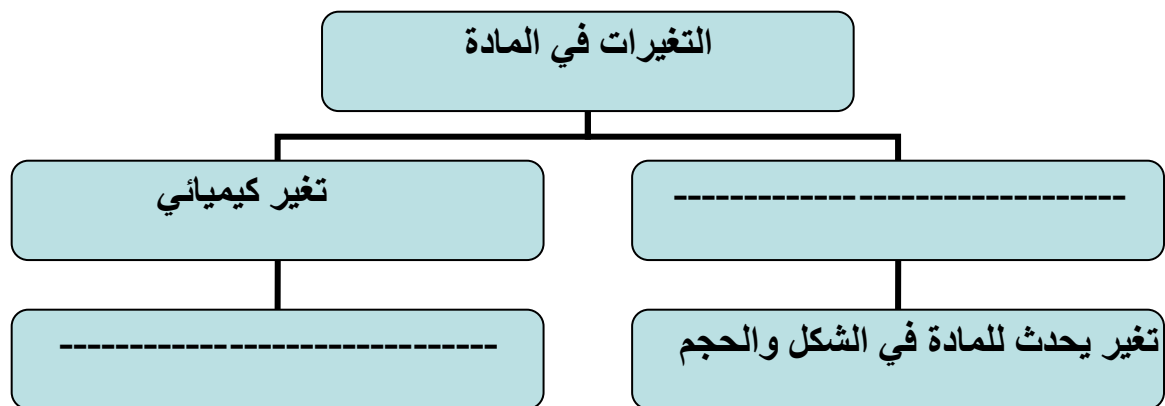 التغيرات في المادة
--------------------------------
تغير كيميائي
تغير يحدث للمادة في الشكل والحجم
-------------------------------